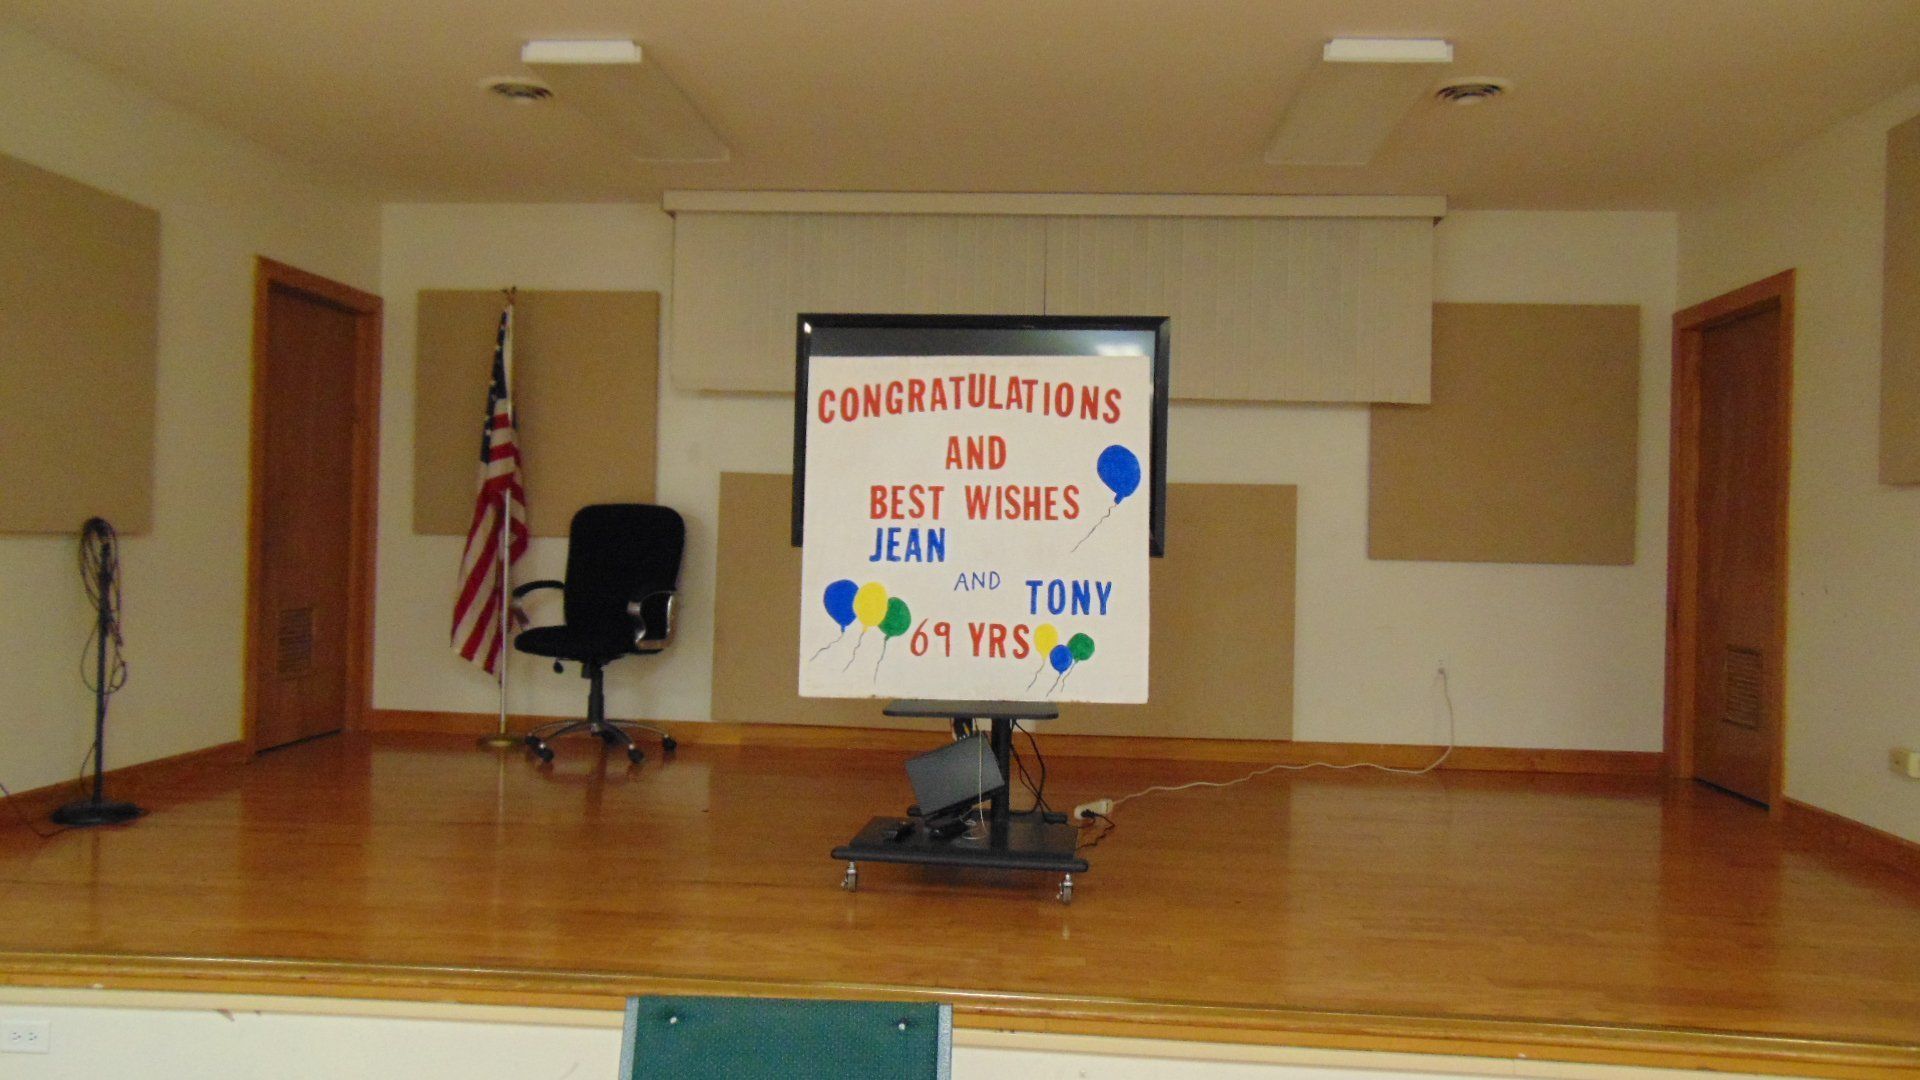 CONGRATULATIONS
AND
BEST WISHES
JEAN
AND
TONY
69 YRS